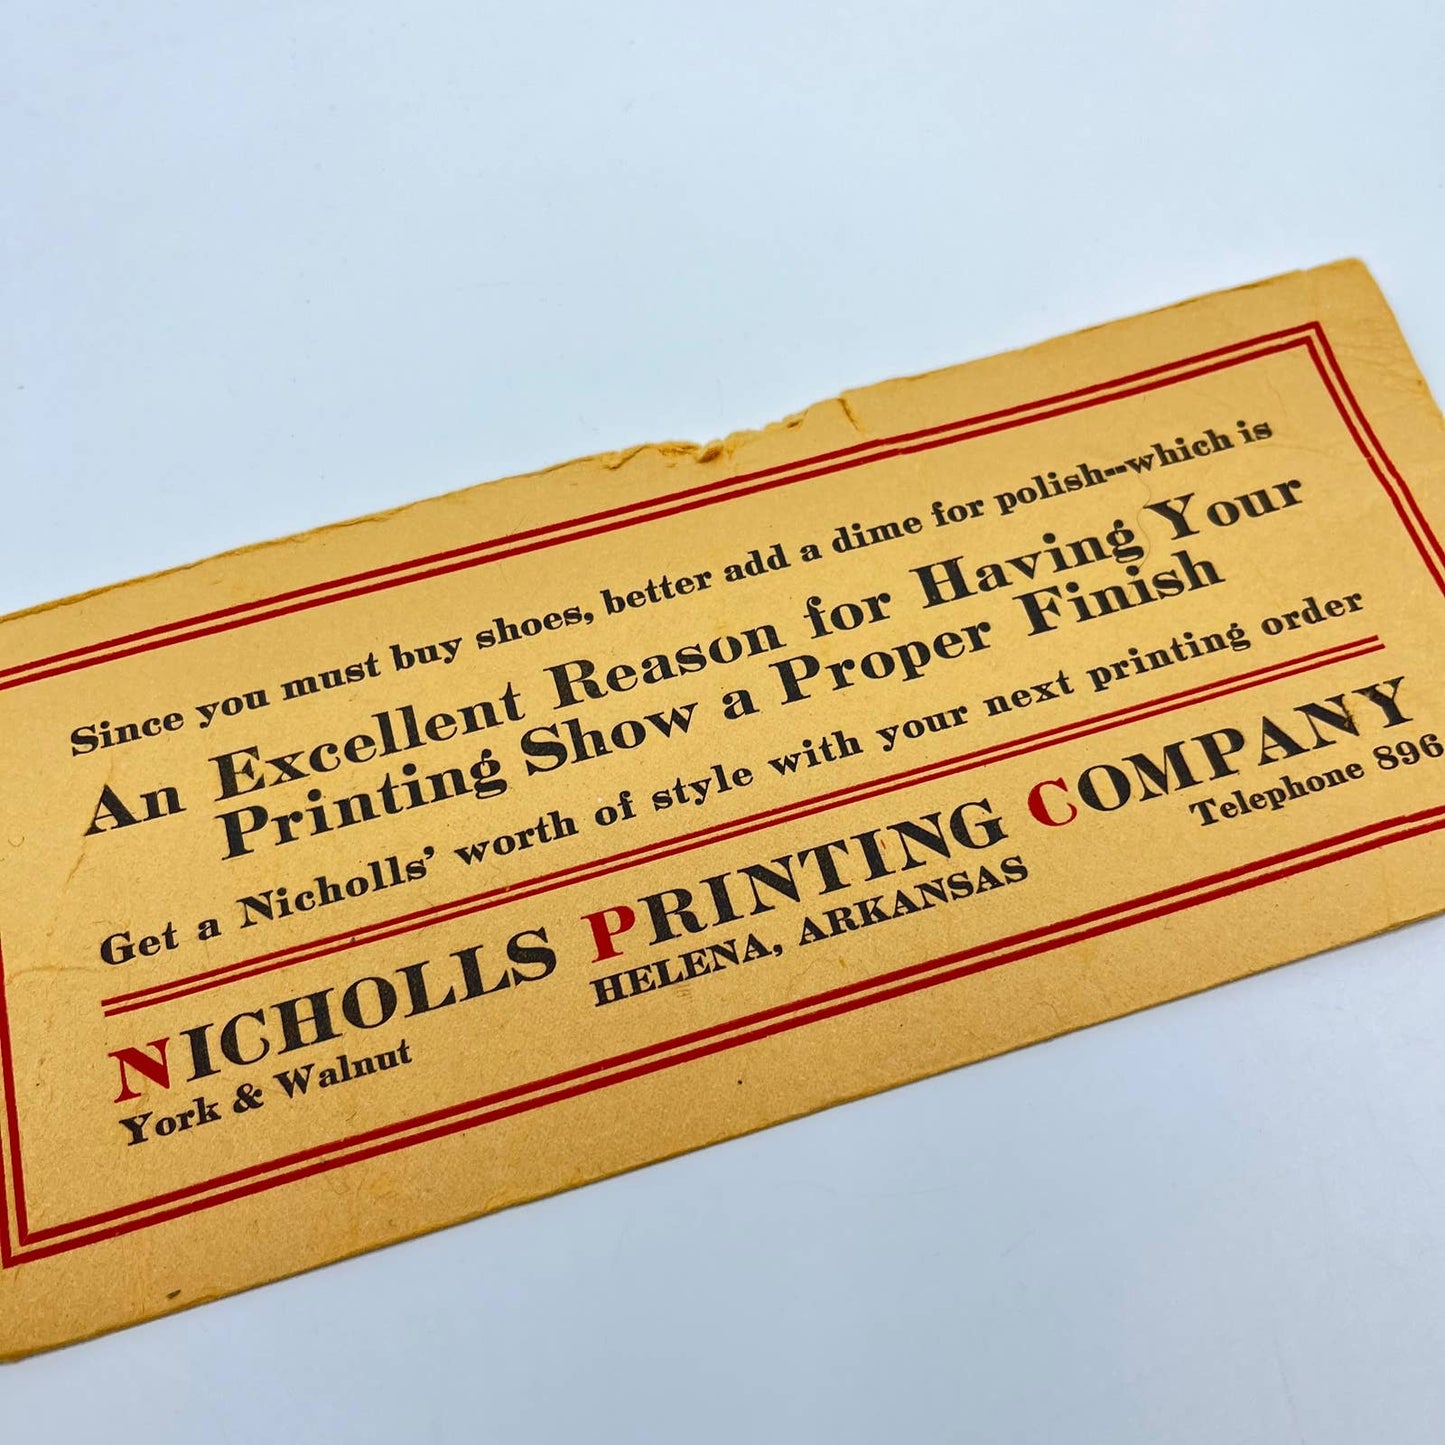 Since you must buy shoes, better add a dime for polish--which is
An Excellent Reason for Having Your
Printing Show a Proper Finish
Get a Nicholls' worth of style with your next printing order
NICHOLLS PRINTING COMPANY
York & Walnut HELENA, ARKANSAS Telephone 896